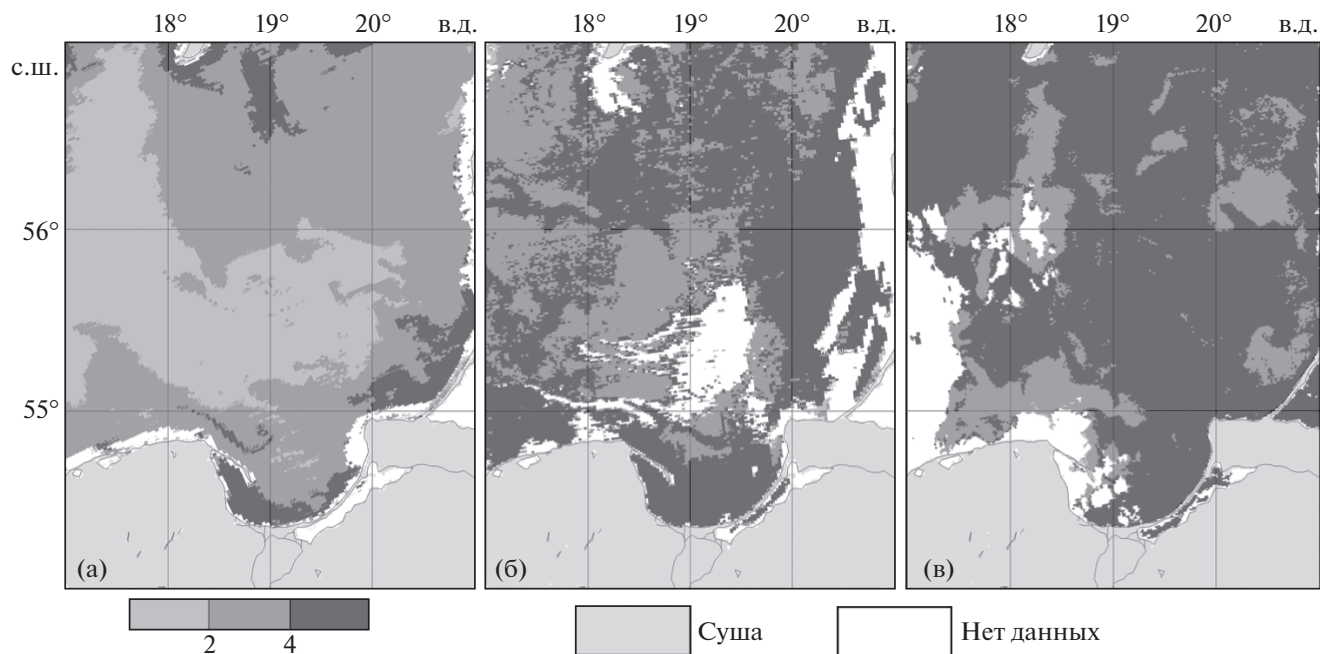 18° 19° 20° в.д. 18° 19° 20° в.д. 18° 19° 20° в.д.
с.ш.
56°
55°
(а) (б) (в)
2 4
Суша Нет данных